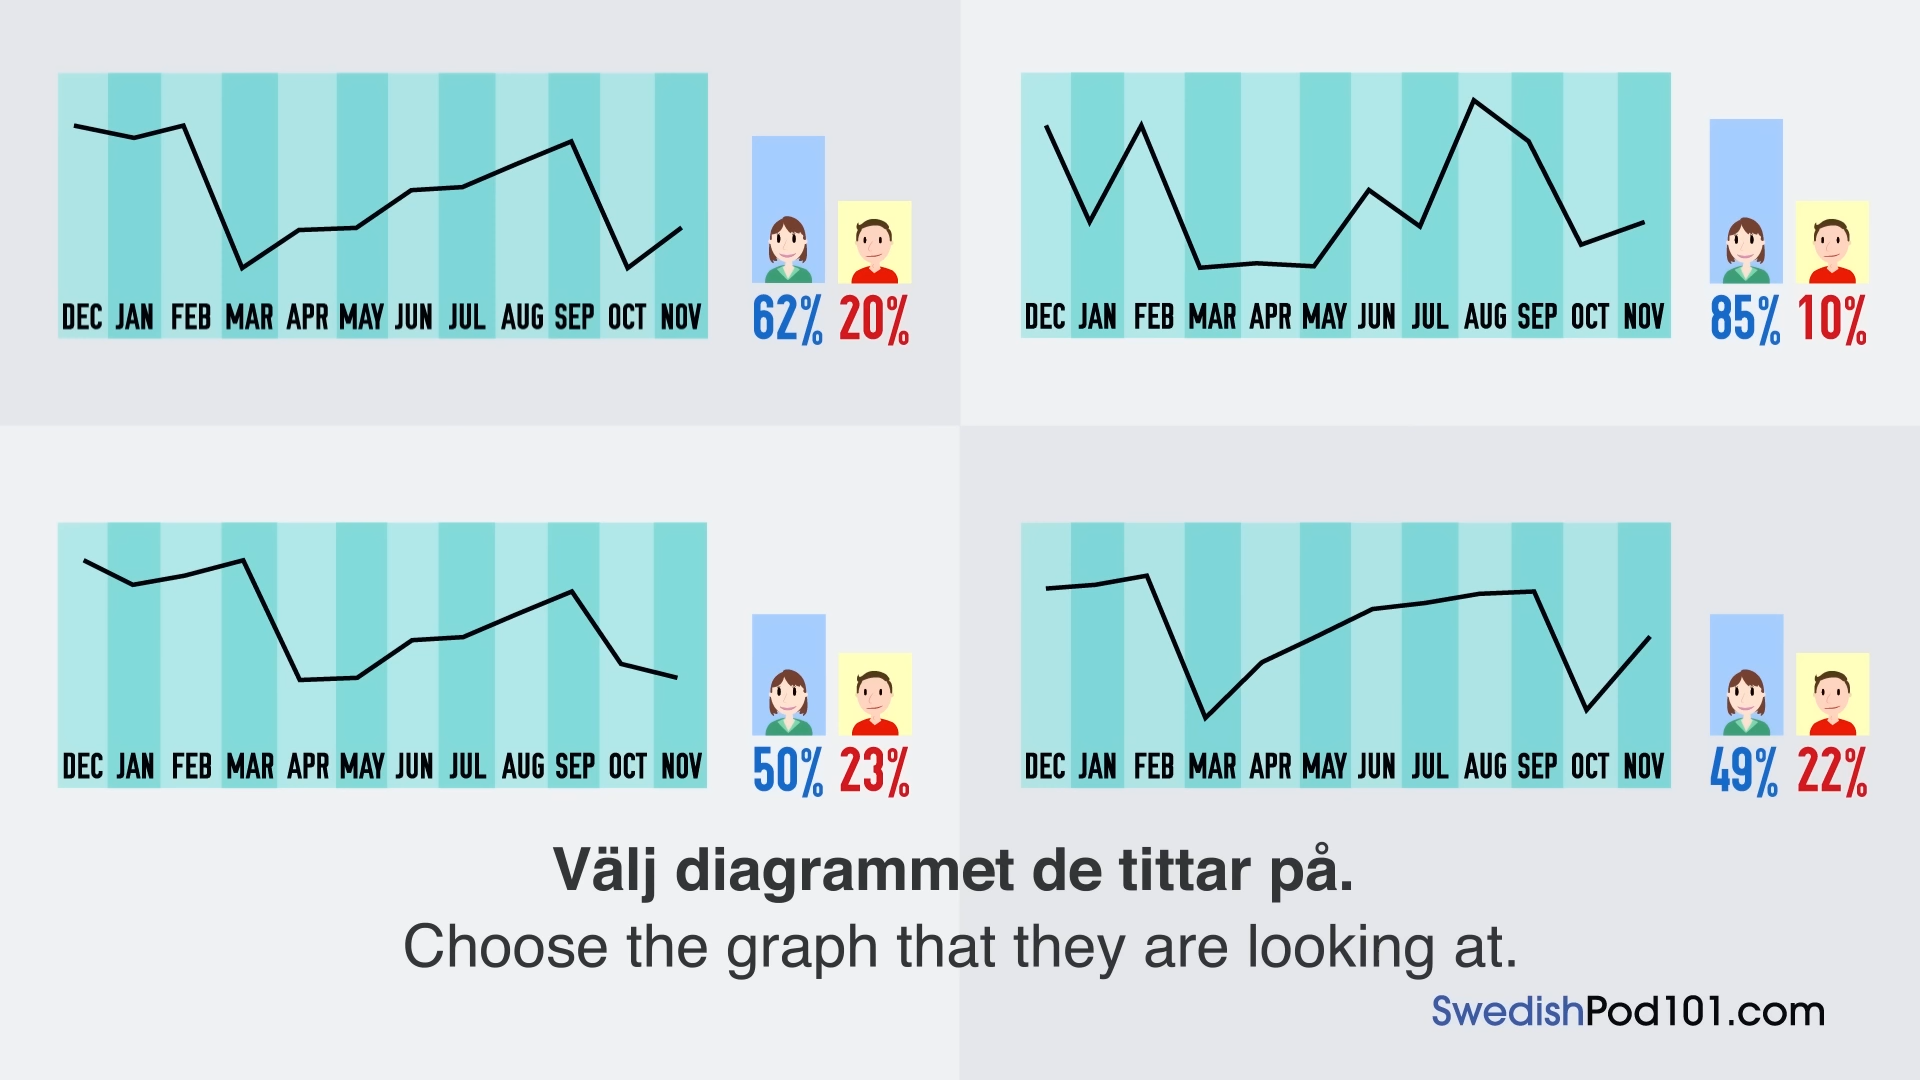 DEC JAN FEB MAR APR MAY JUN JUL AUG SEP OCT NOV
62% 20%
DEC JAN FEB MAR APR MAY JUN JUL AUG SEP OCT NOV
85% 10%
DEC JAN FEB MAR APR MAY JUN JUL AUG SEP OCT NOV
50% 23%
DEC JAN FEB MAR APR MAY JUN JUL AUG SEP OCT NOV
49% 22%
Välj diagrammet de tittar på.
Choose the graph that they are looking at.
SwedishPod101.com